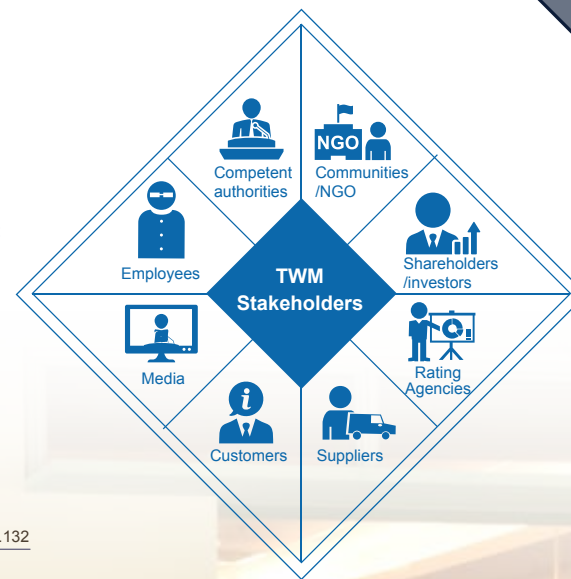 NGO
Competent
authorities
Communities
/NGO
Employees
Shareholders
/investors
TWM
Stakeholders
Media
Rating
Agencies
i
Customers
Suppliers
.132